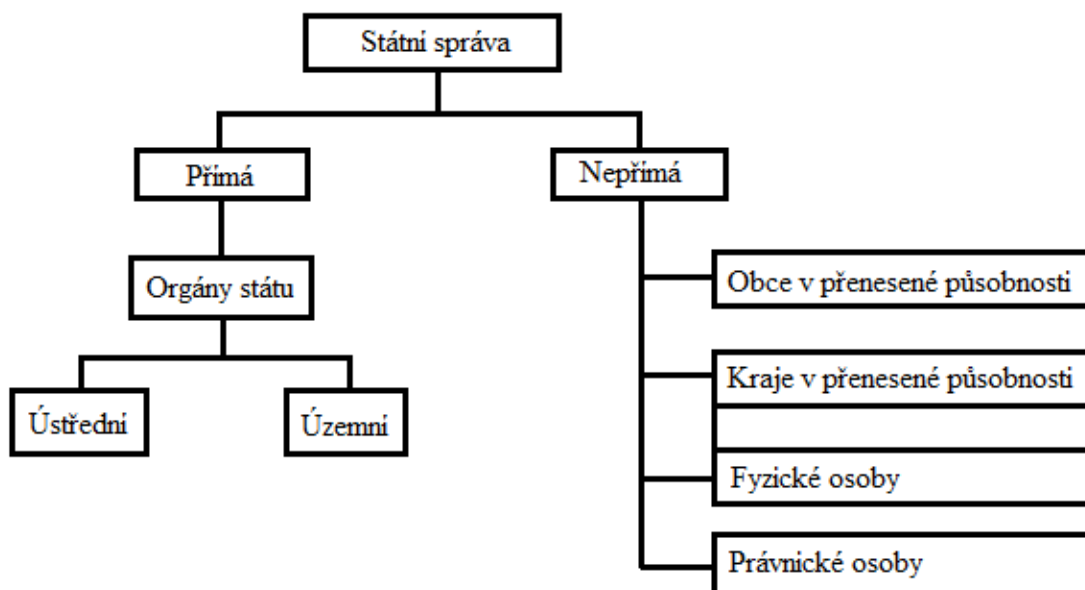 Státní správa
Přímá
Nepřímá
Orgány státu
Ústřední
Územní
Obce v přenesené působnosti
Kraje v přenesené působnosti
Fyzické osoby
Právnické osoby